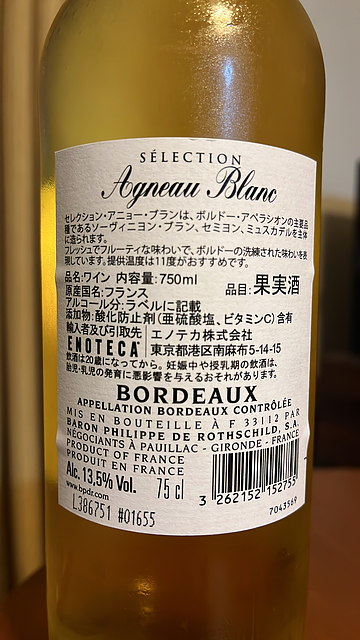 SÉLECTION
Agneau Blanc
セレクション・アニョー・ブランは、ボルドー・アペラシオンの主要品
種であるソーヴィニヨン・ブラン、セミヨン、ミュスカデルを主体
に造られます。
フレッシュでフルーティな味わいで、ボルドーの洗練された味わいを表
現しています。提供温度は11度がおすすめです。
品名:ワイン 内容量:750ml
原産国名:フランス 品目:果実酒
アルコール分:ラベルに記載
添加物:酸化防止剤(亜硫酸塩、ビタミンC)含有
輸入者及び引取先 エノテカ株式会社
ENOTECA 東京都港区南麻布5-14-15
飲酒は20歳になってから。妊娠中や授乳期の飲酒は、
胎児・乳児の発育に悪影響を与えるおそれがあります。
BORDEAUX
APPELLATION BORDEAUX CONTRÔLÉE
MIS EN BOUTEILLE À F 33112 PAR
BARON PHILIPPE DE ROTHSCHILD, S.A.
NÉGOCIANTS À PAUILLAC - GIRONDE - FRANCE
PRODUCT OF FRANCE
PRODUIT EN FRANCE
Alc. 13,5% Vol. 75 cl
www.bpdr.com
3 262152 152755
L386751 #01655
7043569